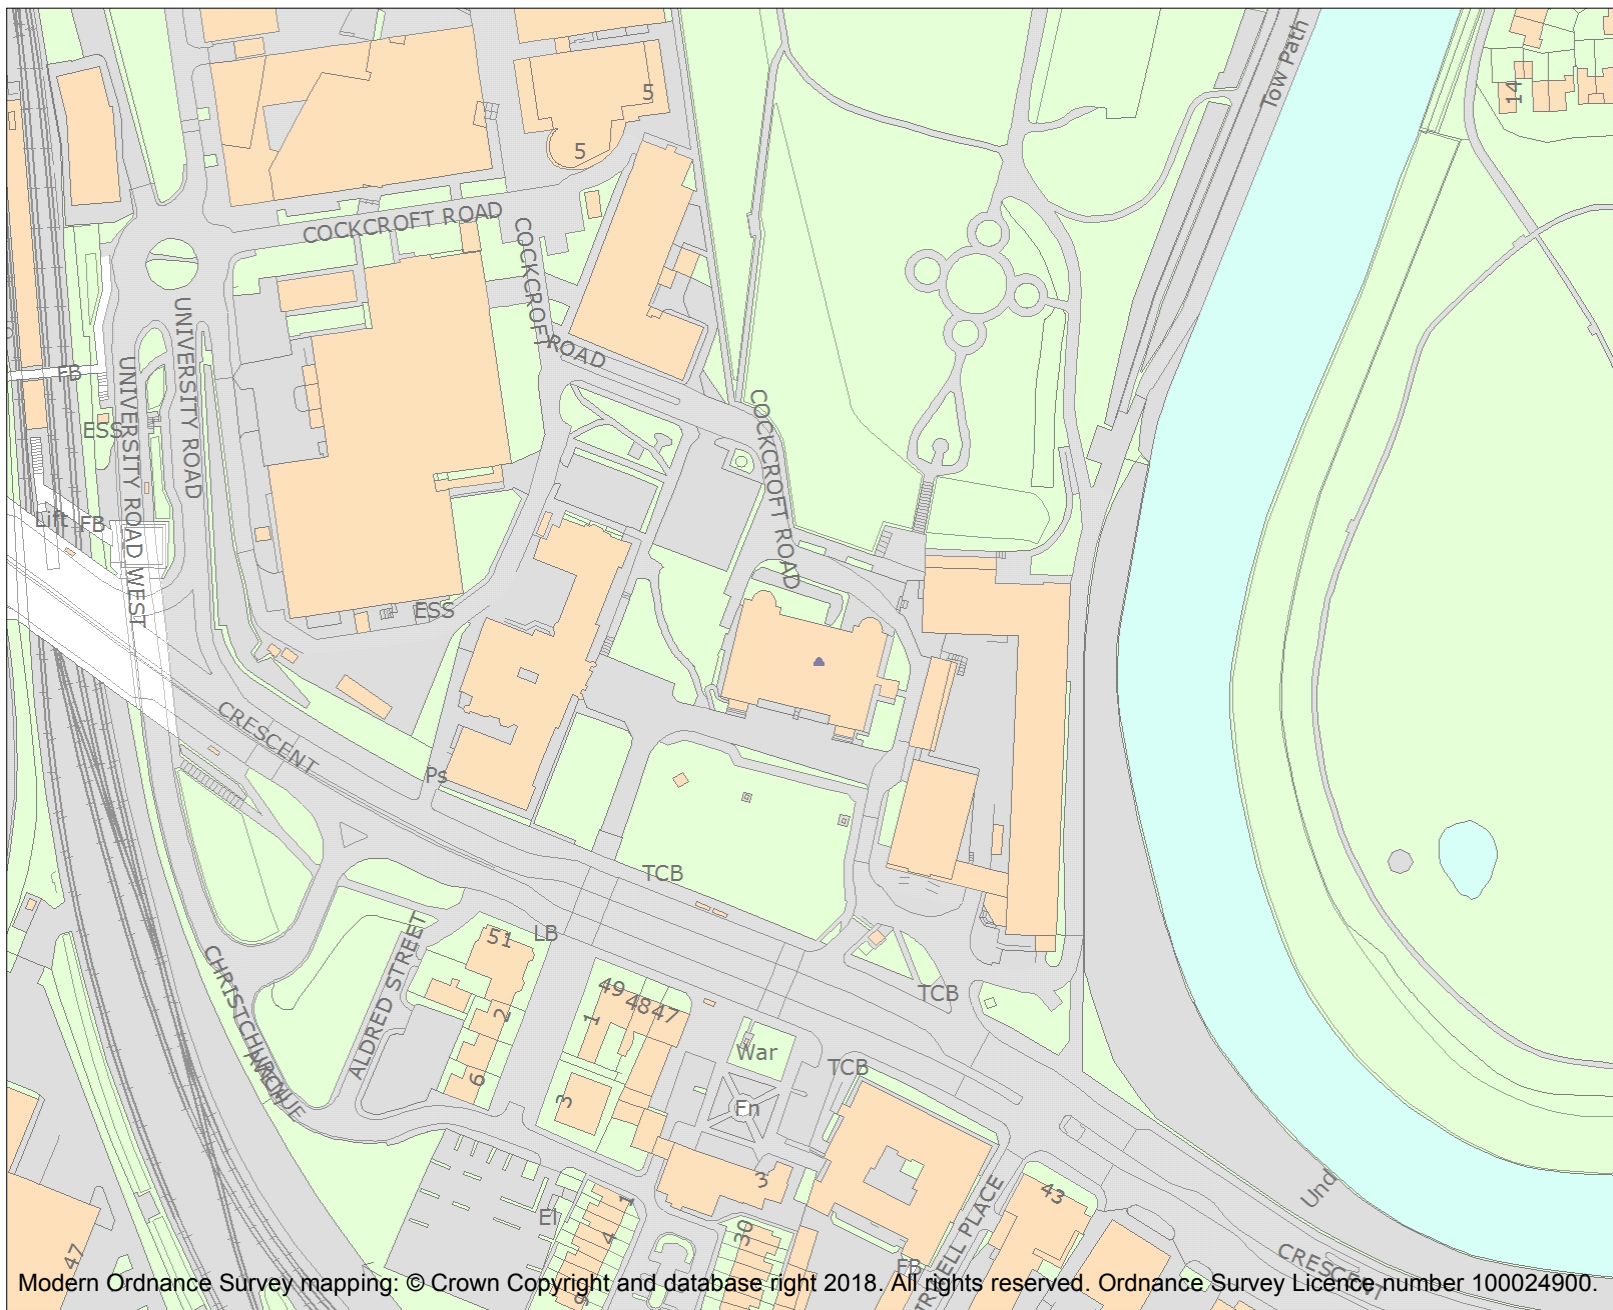 Tow Path
14
5
5
COCKCROFT ROAD
COCKCROFT
ROAD
UNIVERSITY ROAD
UNIVERSITY ROAD WEST
FB
ESS
COCKCROFT ROAD
Lift
FB
ESS
CRESCENT
Ps
TCB
LB
51
ALDRED STREET
CHRISTCHURCH
AVENUE
2
6
49
48
47
1
3
War
Fn
TCB
TCB
3
1
4
9
El
30
43
Und
CRESCENT
FB
47
Modern Ordnance Survey mapping: © Crown Copyright and database right 2018. All rights reserved. Ordnance Survey Licence number 100024900.